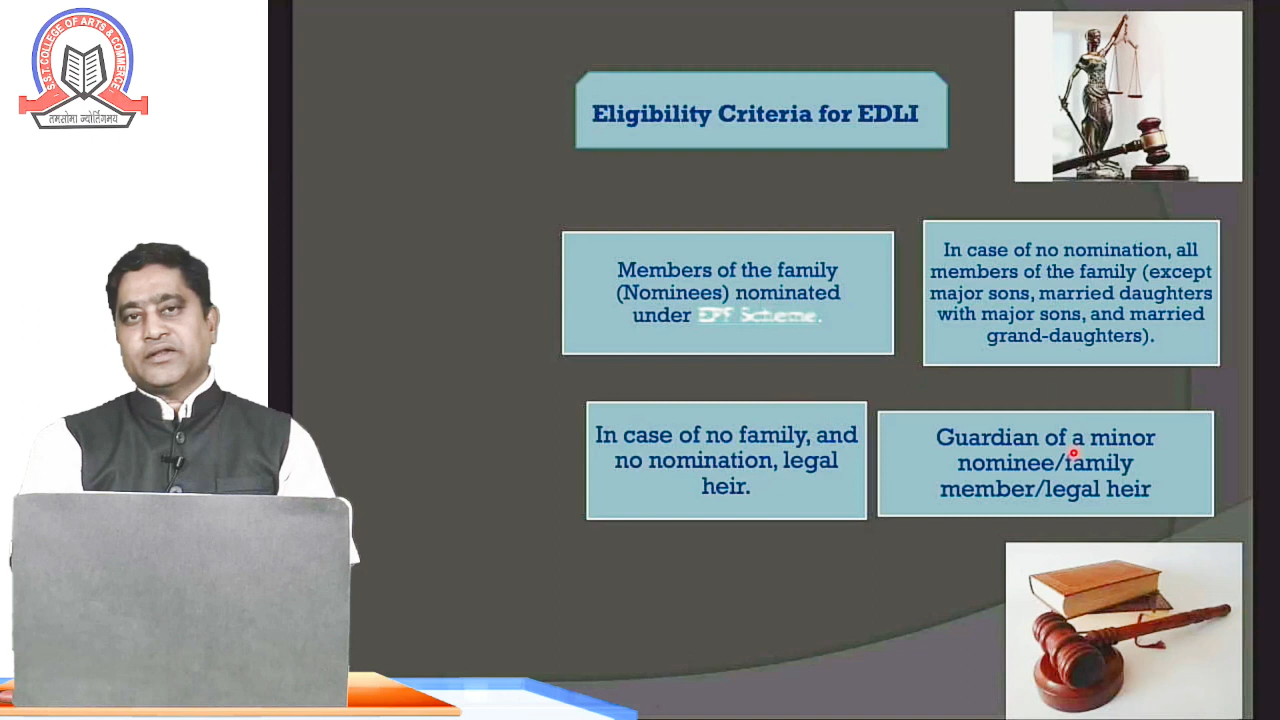 S.S.T. COLLEGE OF ARTS & COMMERCE
तमसोमा ज्योर्तिगमय
Eligibility Criteria for EDLI
Members of the family
(Nominees) nominated
under EPF Scheme.
In case of no nomination, all
members of the family (except
major sons, married daughters
with major sons, and married
grand-daughters).
In case of no family, and
no nomination, legal
heir.
Guardian of a minor
nominee/family
member/legal heir